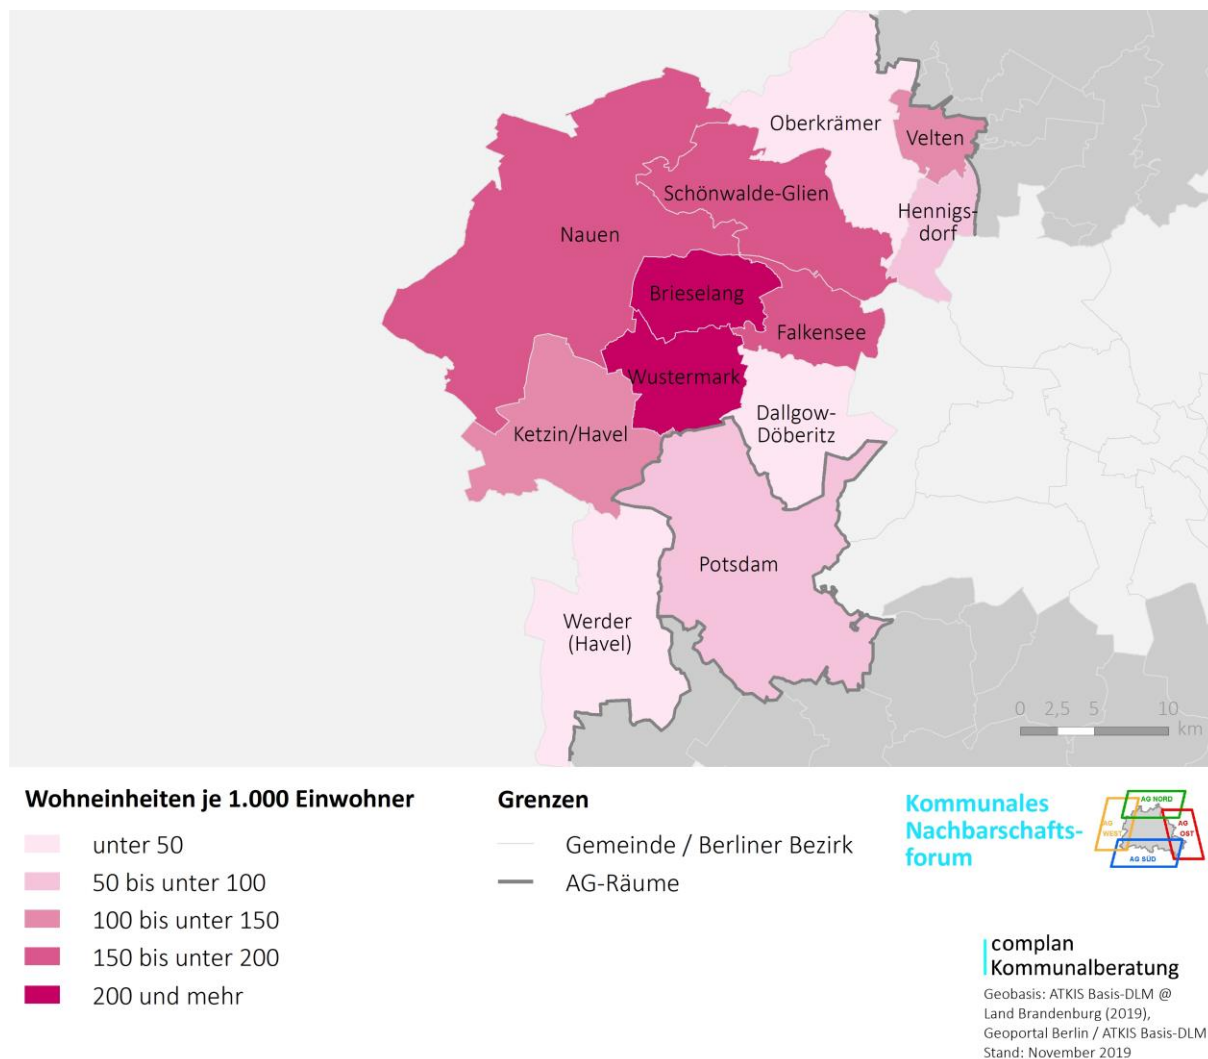 Oberkrämer
Velten
Schönwalde-Glien
Hennigs-
dorf
Nauen
Brieselang
Falkensee
Wustermark
Dallgow-
Döberitz
Ketzin/Havel
Potsdam
Werder
(Havel)
0 2,5 5 10
km
Wohneinheiten je 1.000 Einwohner
unter 50
50 bis unter 100
100 bis unter 150
150 bis unter 200
200 und mehr
Grenzen
Gemeinde / Berliner Bezirk
AG-Räume
Kommunales
Nachbarschafts-
forum
AG NORD
AG
WEST
AG
OST
AG SÜD
complan
Kommunalberatung
Geobasis: ATKIS Basis-DLM @
Land Brandenburg (2019),
Geoportal Berlin / ATKIS Basis-DLM
Stand: November 2019